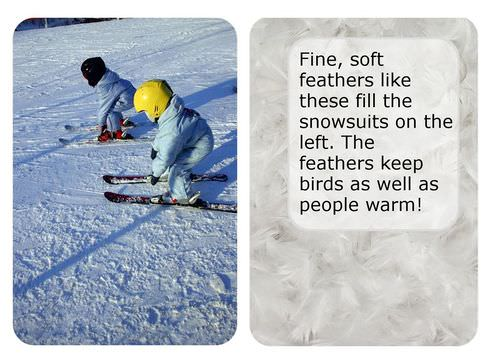 Fine, soft
feathers like
these fill the
snowsuits on the
left. The
feathers keep
birds as well as
people warm!